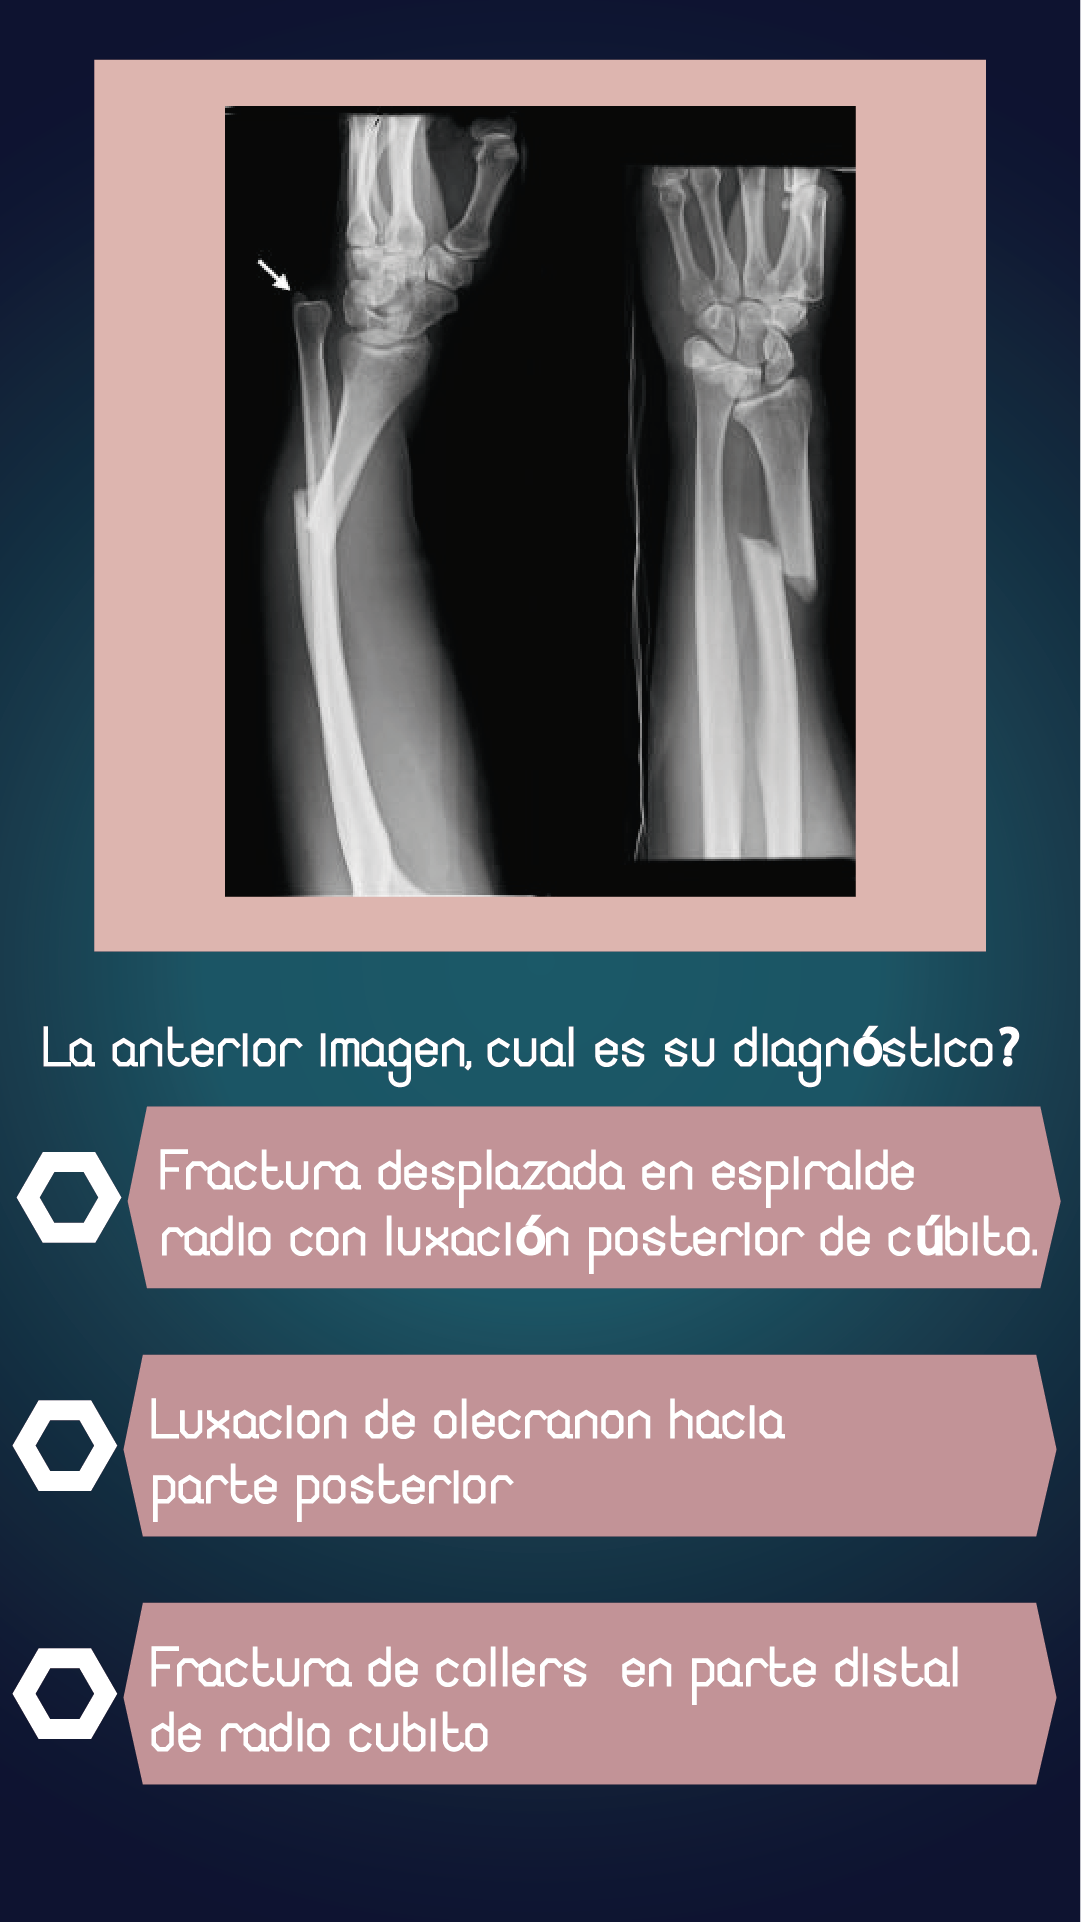 La anterior imagen, cual es su diagnóstico?
Fractura desplazada en espiralde
radio con luxación posterior de cúbito.
Luxacion de olecranon hacia
parte posterior
Fractura de collers en parte distal
de radio cubito